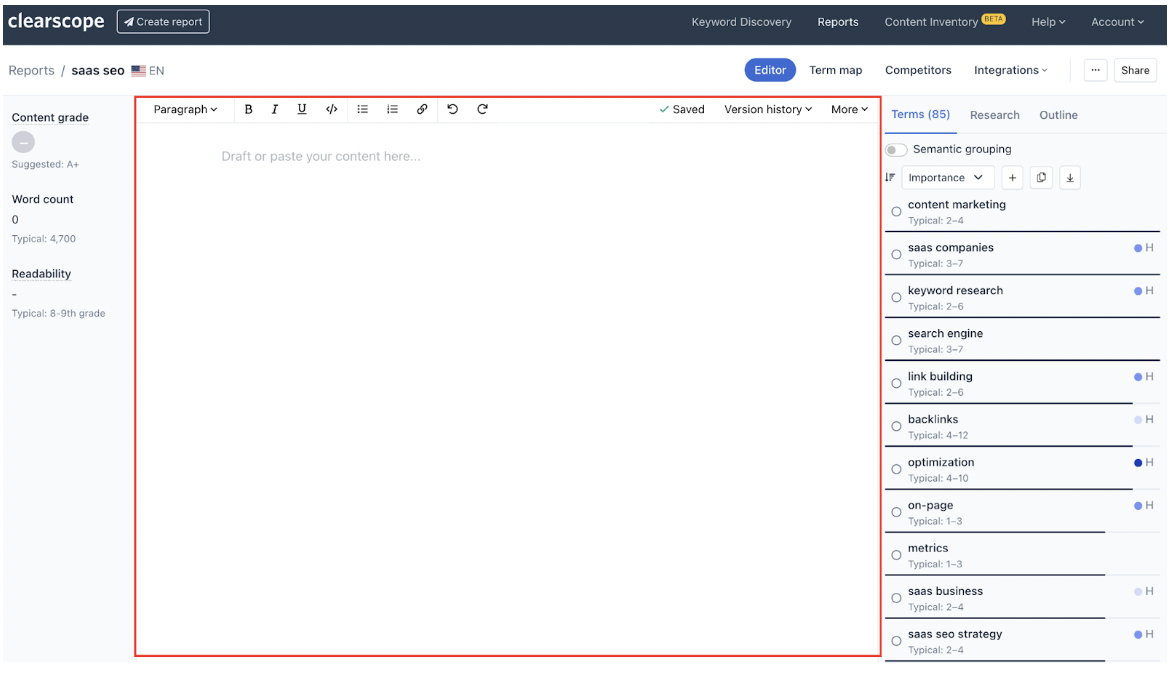 clearscope Create report Keyword Discovery Reports Content Inventory BETA Help Account
Reports / saas seo EN Editor Term map Competitors Integrations ... Share
Content grade
–
Suggested: A+
Word count
0
Typical: 4,700
Readability
-
Typical: 8-9th grade
Paragraph B I U </> Saved Version history More
Draft or paste your content here...
Terms (85) Research Outline
Semantic grouping
Importance +
content marketing
Typical: 2–4
saas companies H
Typical: 3–7
keyword research H
Typical: 2–6
search engine
Typical: 3–7
link building H
Typical: 2–6
backlinks H
Typical: 4–12
optimization H
Typical: 4–10
on-page H
Typical: 1–3
metrics
Typical: 1–3
saas business H
Typical: 2–4
saas seo strategy H
Typical: 2–4